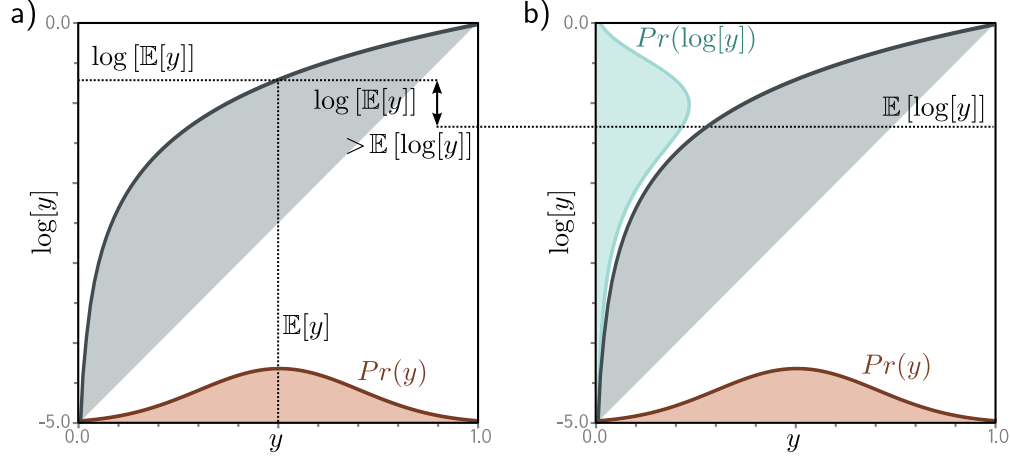 a)
0.0
log [𝔼[y]]
log [𝔼[y]]
> 𝔼 [log[y]]
log[y]
𝔼[y]
Pr(y)
-5.0
0.0
y
1.0
b)
0.0
Pr(log[y])
𝔼 [log[y]]
log[y]
Pr(y)
-5.0
0.0
y
1.0